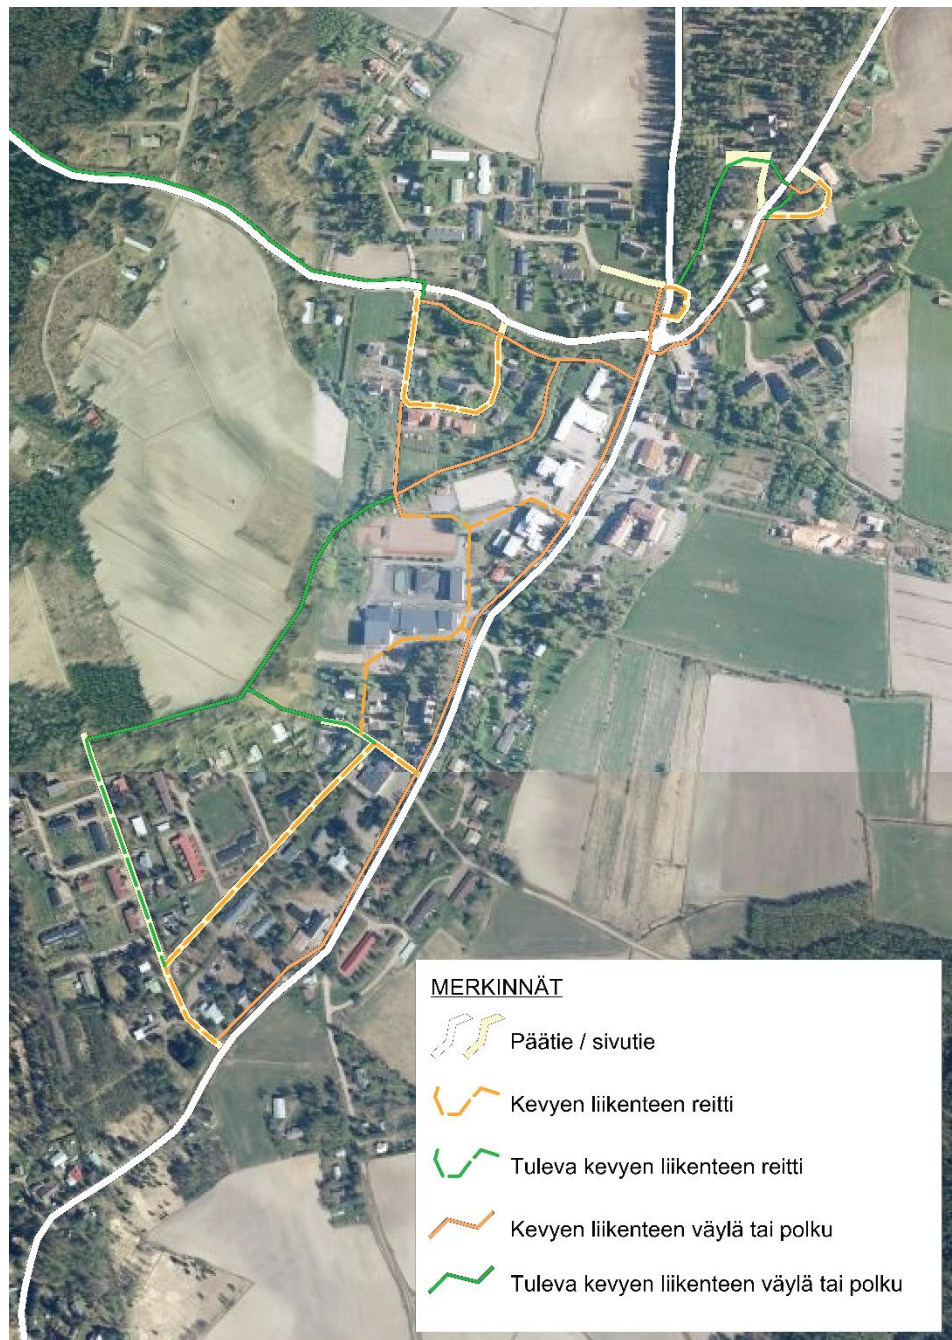 MERKINNÄT
Päätie / sivutie
Kevyen liikenteen reitti
Tuleva kevyen liikenteen reitti
Kevyen liikenteen väylä tai polku
Tuleva kevyen liikenteen väylä tai polku